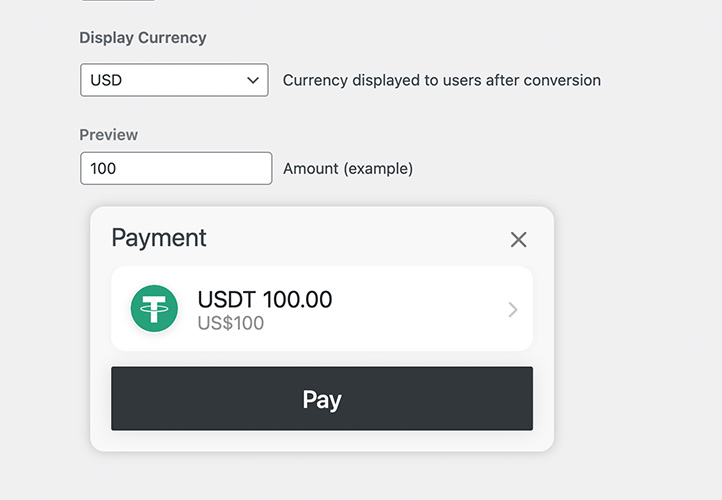 Display Currency
USD Currency displayed to users after conversion
Preview
100 Amount (example)
Payment
USDT 100.00
US$100
Pay